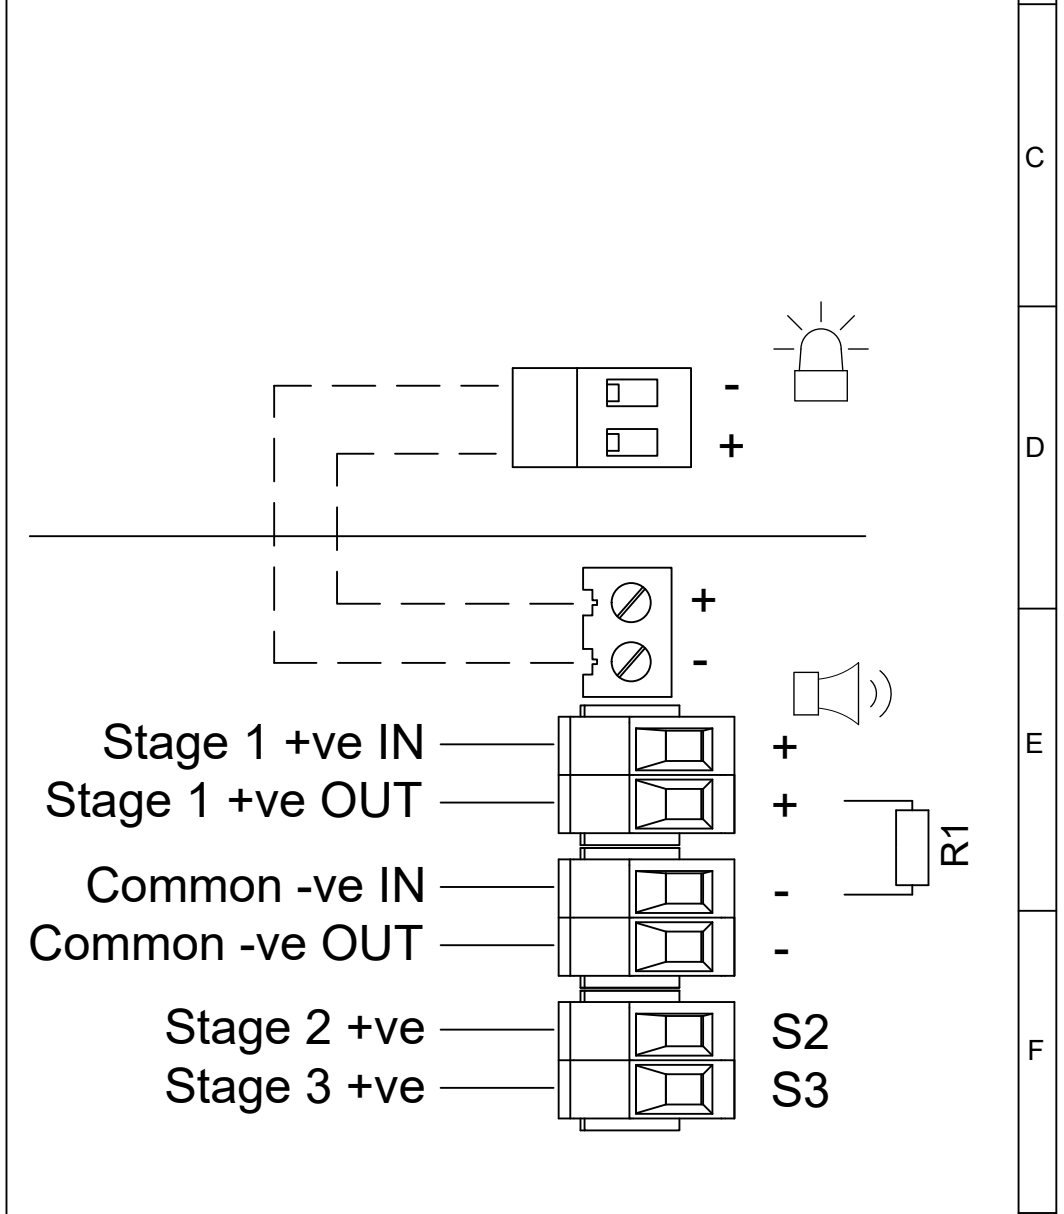 C
-
+
D
+
-
Stage 1 +ve IN +
E
Stage 1 +ve OUT +
R1
Common -ve IN -
Common -ve OUT -
Stage 2 +ve S2
F
Stage 3 +ve S3